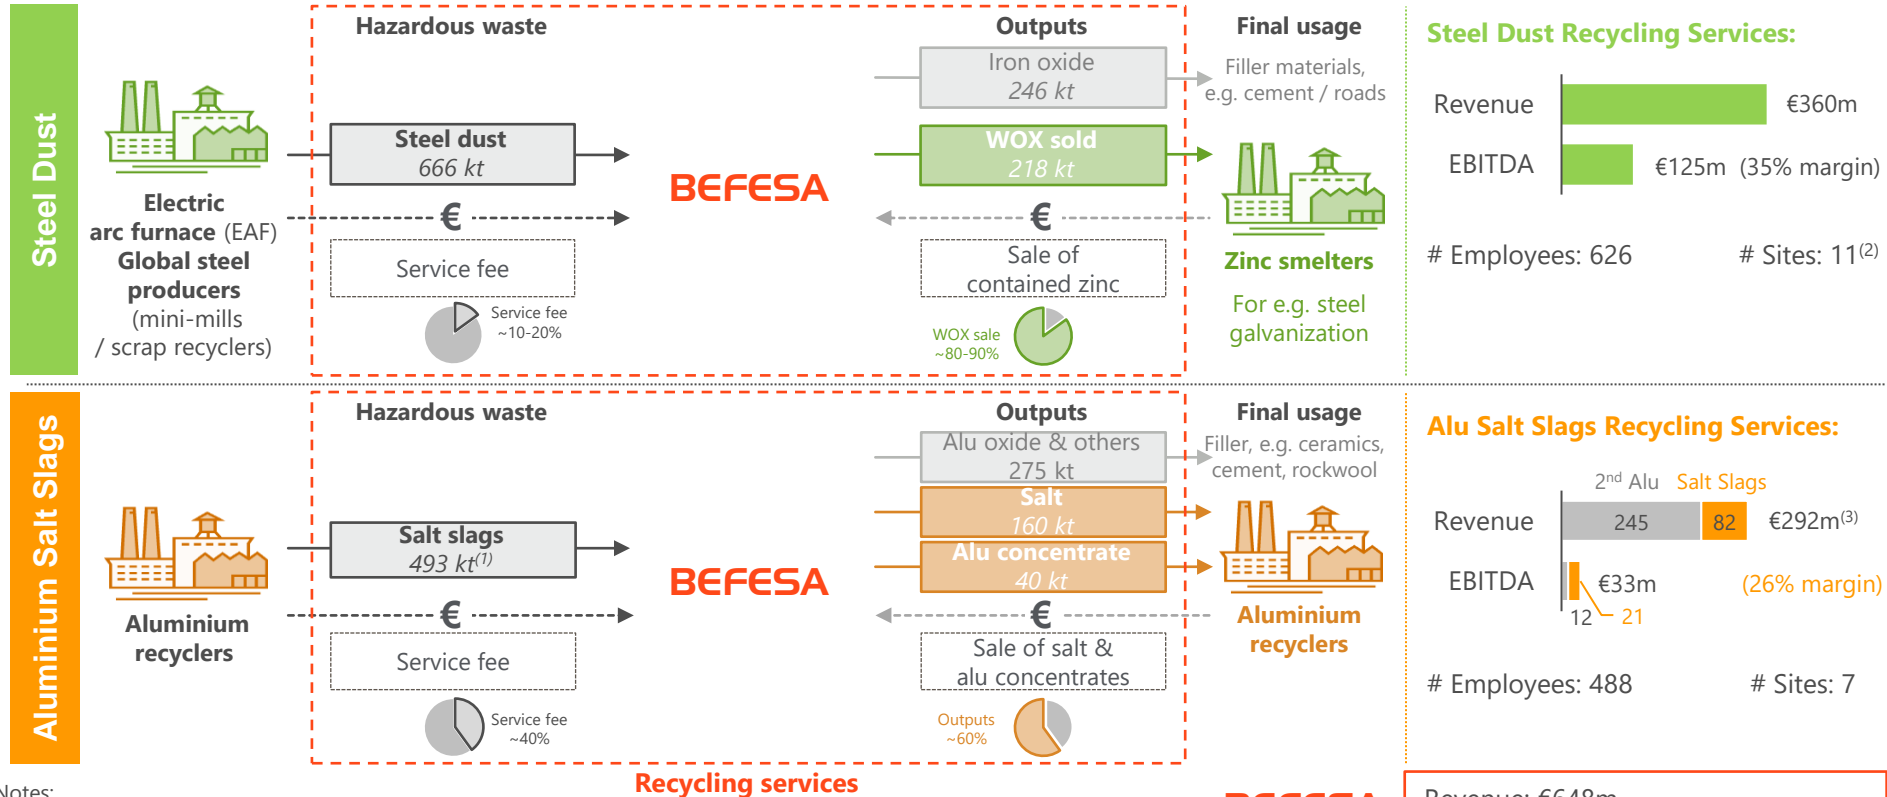 Steel Dust
Hazardous waste
Outputs
Final usage
Steel Dust Recycling Services:
Iron oxide
246 kt
Filler materials,
e.g. cement / roads
Steel dust
666 kt
WOX sold
218 kt
BEFESA
Electric
arc furnace (EAF)
Global steel
producers
(mini-mills
/ scrap recyclers)
€
€
Service fee
Sale of
contained zinc
Zinc smelters
For e.g. steel
galvanization
Service fee
~10-20%
WOX sale
~80-90%
Revenue
€360m
EBITDA
€125m (35% margin)
# Employees: 626
# Sites: 11(2)
Aluminium Salt Slags
Hazardous waste
Outputs
Final usage
Alu Salt Slags Recycling Services:
Alu oxide & others
275 kt
Filler, e.g. ceramics,
cement, rockwool
Salt slags
493 kt(1)
Salt
160 kt
Alu concentrate
40 kt
BEFESA
Aluminium
recyclers
€
€
Service fee
Sale of salt &
alu concentrates
Aluminium
recyclers
Service fee
~40%
Outputs
~60%
2nd Alu
Salt Slags
Revenue
245
82
€292m(3)
EBITDA
€33m
(26% margin)
12
21
# Employees: 488
# Sites: 7
Recycling services
Notes:
BEFESA
Revenue: €648m